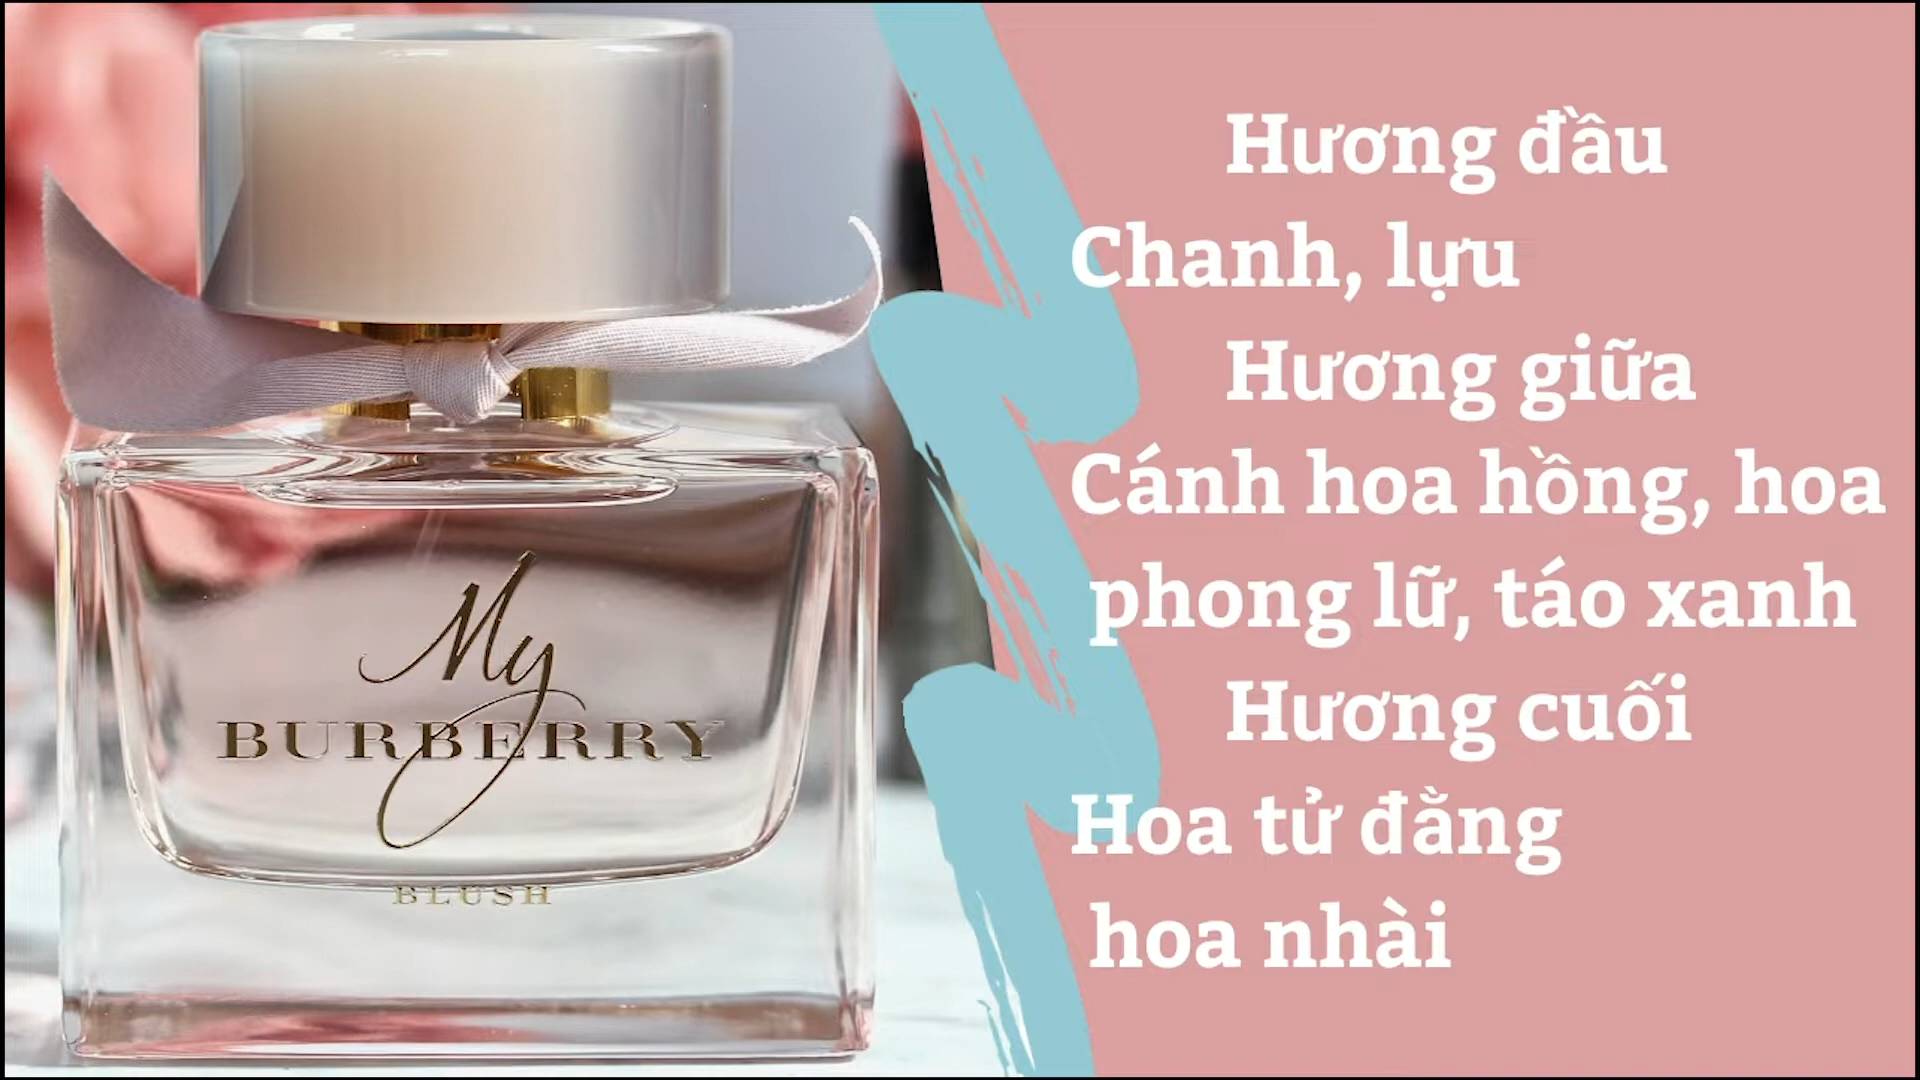 My
BURBERRY
BLUSH
Hương đầu
Chanh, lựu
Hương giữa
Cánh hoa hồng, hoa
phong lữ, táo xanh
Hương cuối
Hoa tử đằng
hoa nhài